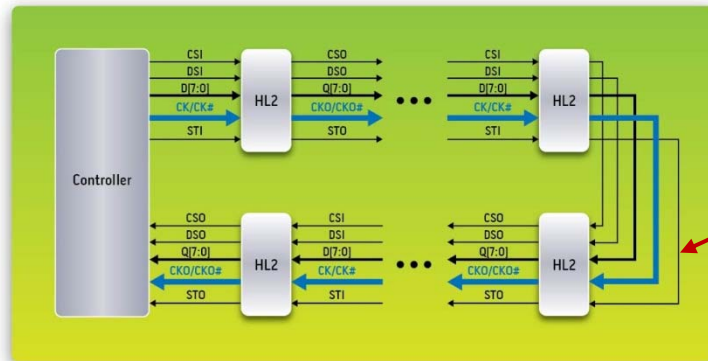 CSI
DSI
D[7:0]
CK/CK#
STI
HL2
CSO
DSO
Q[7:0]
CKO/CKO#
STO
CSI
DSI
D[7:0]
CK/CK#
STI
HL2
Controller
CSO
DSO
Q[7:0]
CKO/CKO#
STO
HL2
CSI
DSI
D[7:0]
CK/CK#
STI
CSO
DSO
Q[7:0]
CKO/CKO#
STO
HL2